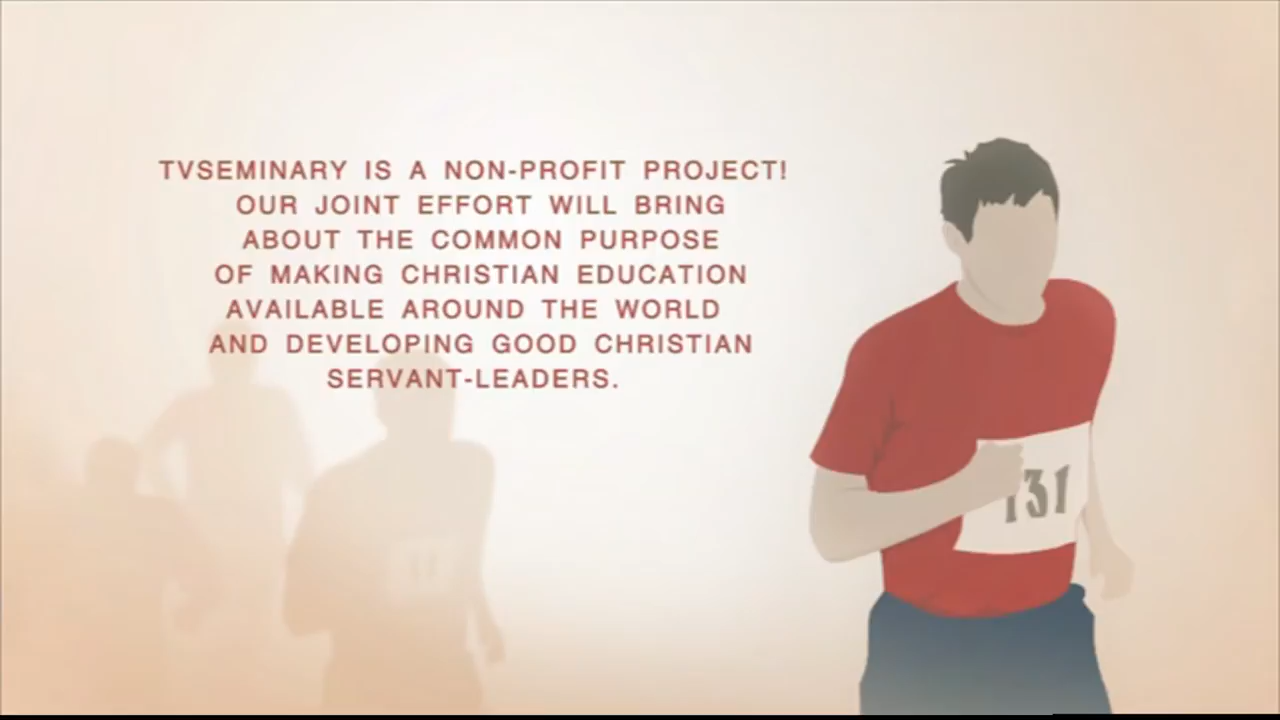 TVSEMINARY IS A NON-PROFIT PROJECT!
OUR JOINT EFFORT WILL BRING
ABOUT THE COMMON PURPOSE
OF MAKING CHRISTIAN EDUCATION
AVAILABLE AROUND THE WORLD
AND DEVELOPING GOOD CHRISTIAN
SERVANT-LEADERS.
131